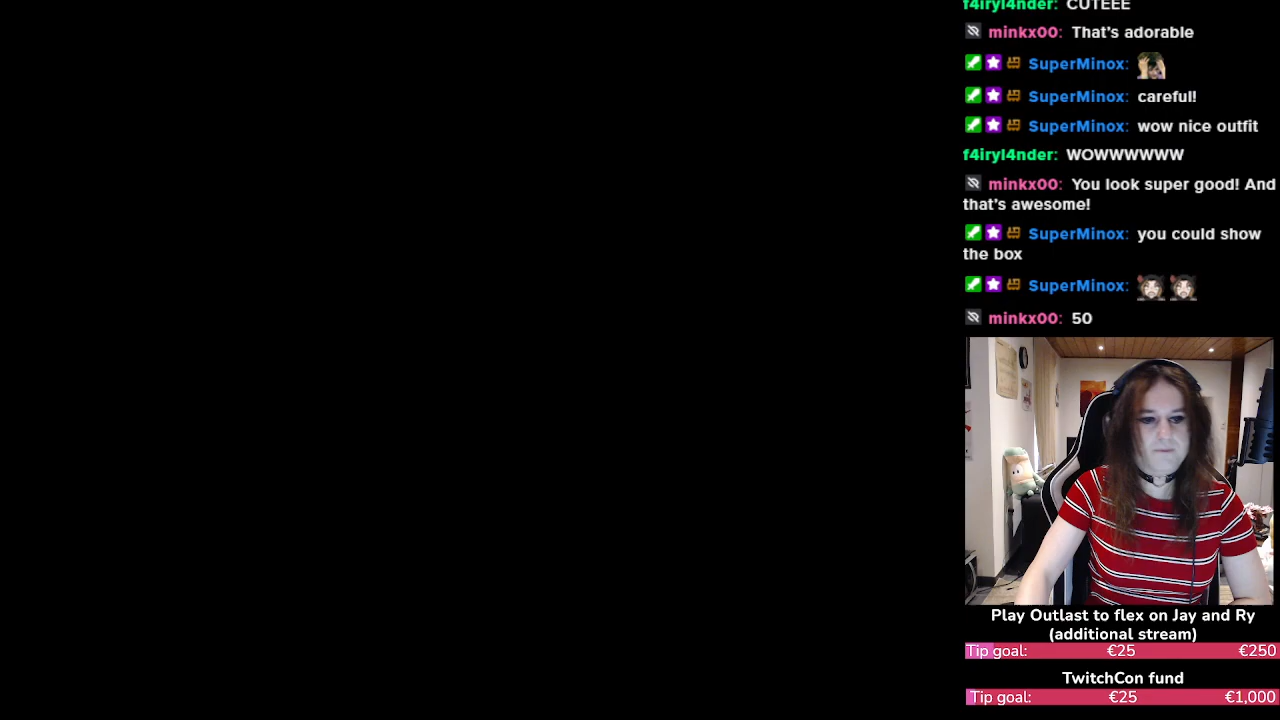 f4iryl4nder: CUTEEE
minkx00: That's adorable
SuperMinox:
SuperMinox: careful!
SuperMinox: wow nice outfit
f4iryl4nder: WOWWWWWW
minkx00: You look super good! And
that's awesome!
SuperMinox: you could show
the box
SuperMinox:
minkx00: 50
Play Outlast to flex on Jay and Ry
(additional stream)
Tip goal: €25 €250
TwitchCon fund
Tip goal: €25 €1,000